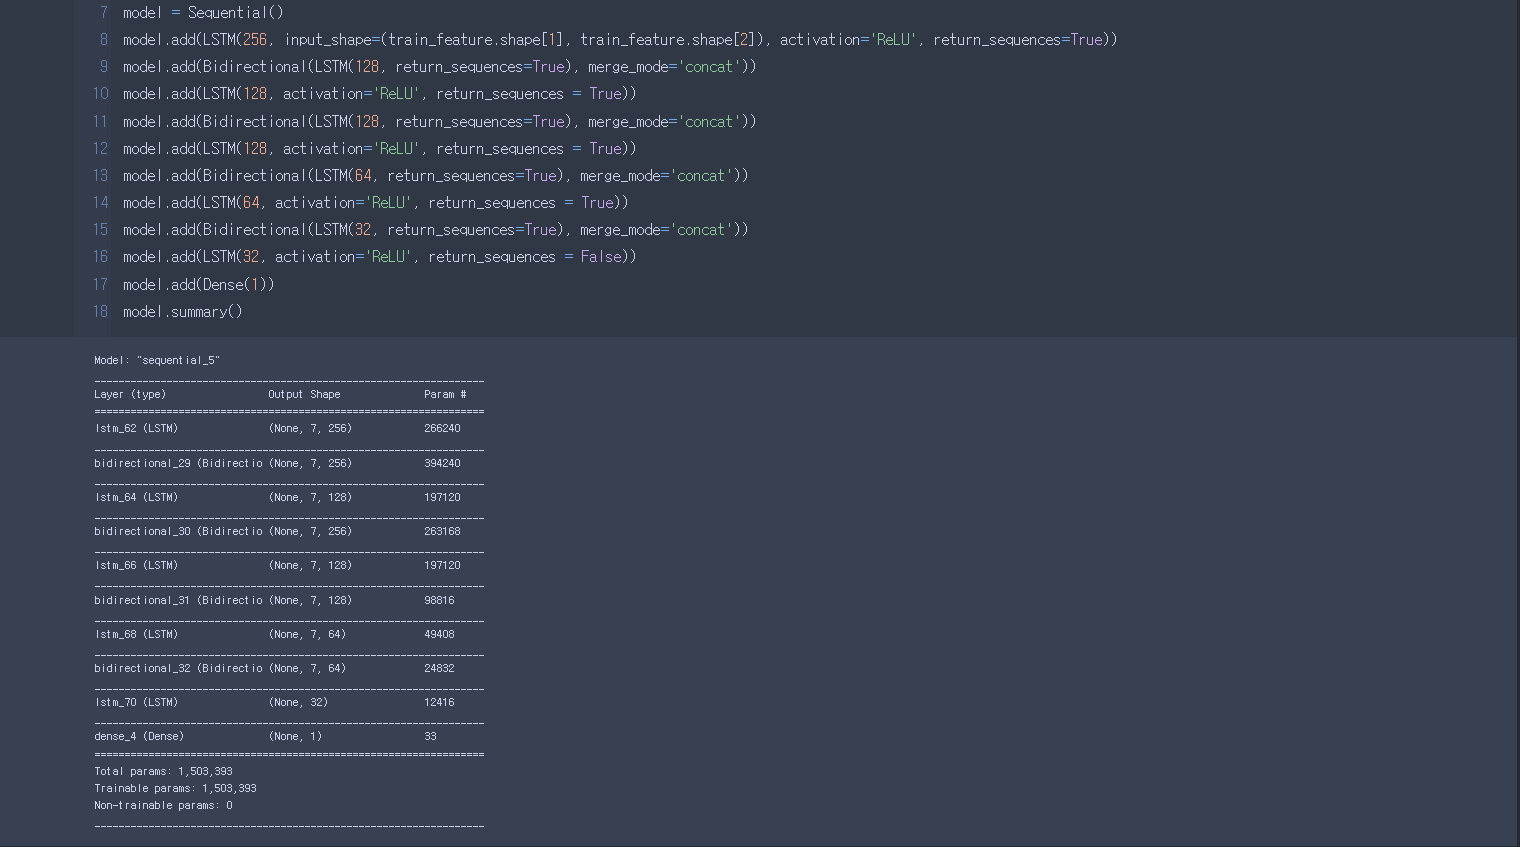 7 model = Sequential()
8 model.add(LSTM(256, input_shape=(train_feature.shape[1], train_feature.shape[2]), activation='ReLU', return_sequences=True))
9 model.add(Bidirectional(LSTM(128, return_sequences=True), merge_mode='concat'))
10 model.add(LSTM(128, activation='ReLU', return_sequences = True))
11 model.add(Bidirectional(LSTM(128, return_sequences=True), merge_mode='concat'))
12 model.add(LSTM(128, activation='ReLU', return_sequences = True))
13 model.add(Bidirectional(LSTM(64, return_sequences=True), merge_mode='concat'))
14 model.add(LSTM(64, activation='ReLU', return_sequences = True))
15 model.add(Bidirectional(LSTM(32, return_sequences=True), merge_mode='concat'))
16 model.add(LSTM(32, activation='ReLU', return_sequences = False))
17 model.add(Dense(1))
18 model.summary()
Model: "sequential_5"
_________________________________________________________________
Layer (type) Output Shape Param #
=================================================================
lstm_62 (LSTM) (None, 7, 256) 266240
_________________________________________________________________
bidirectional_29 (Bidirectio (None, 7, 256) 394240
_________________________________________________________________
lstm_64 (LSTM) (None, 7, 128) 197120
_________________________________________________________________
bidirectional_30 (Bidirectio (None, 7, 256) 263168
_________________________________________________________________
lstm_66 (LSTM) (None, 7, 128) 197120
_________________________________________________________________
bidirectional_31 (Bidirectio (None, 7, 128) 98816
_________________________________________________________________
lstm_68 (LSTM) (None, 7, 64) 49408
_________________________________________________________________
bidirectional_32 (Bidirectio (None, 7, 64) 24832
_________________________________________________________________
lstm_70 (LSTM) (None, 32) 12416
_________________________________________________________________
dense_4 (Dense) (None, 1) 33
=================================================================
Total params: 1,503,393
Trainable params: 1,503,393
Non-trainable params: 0
_________________________________________________________________